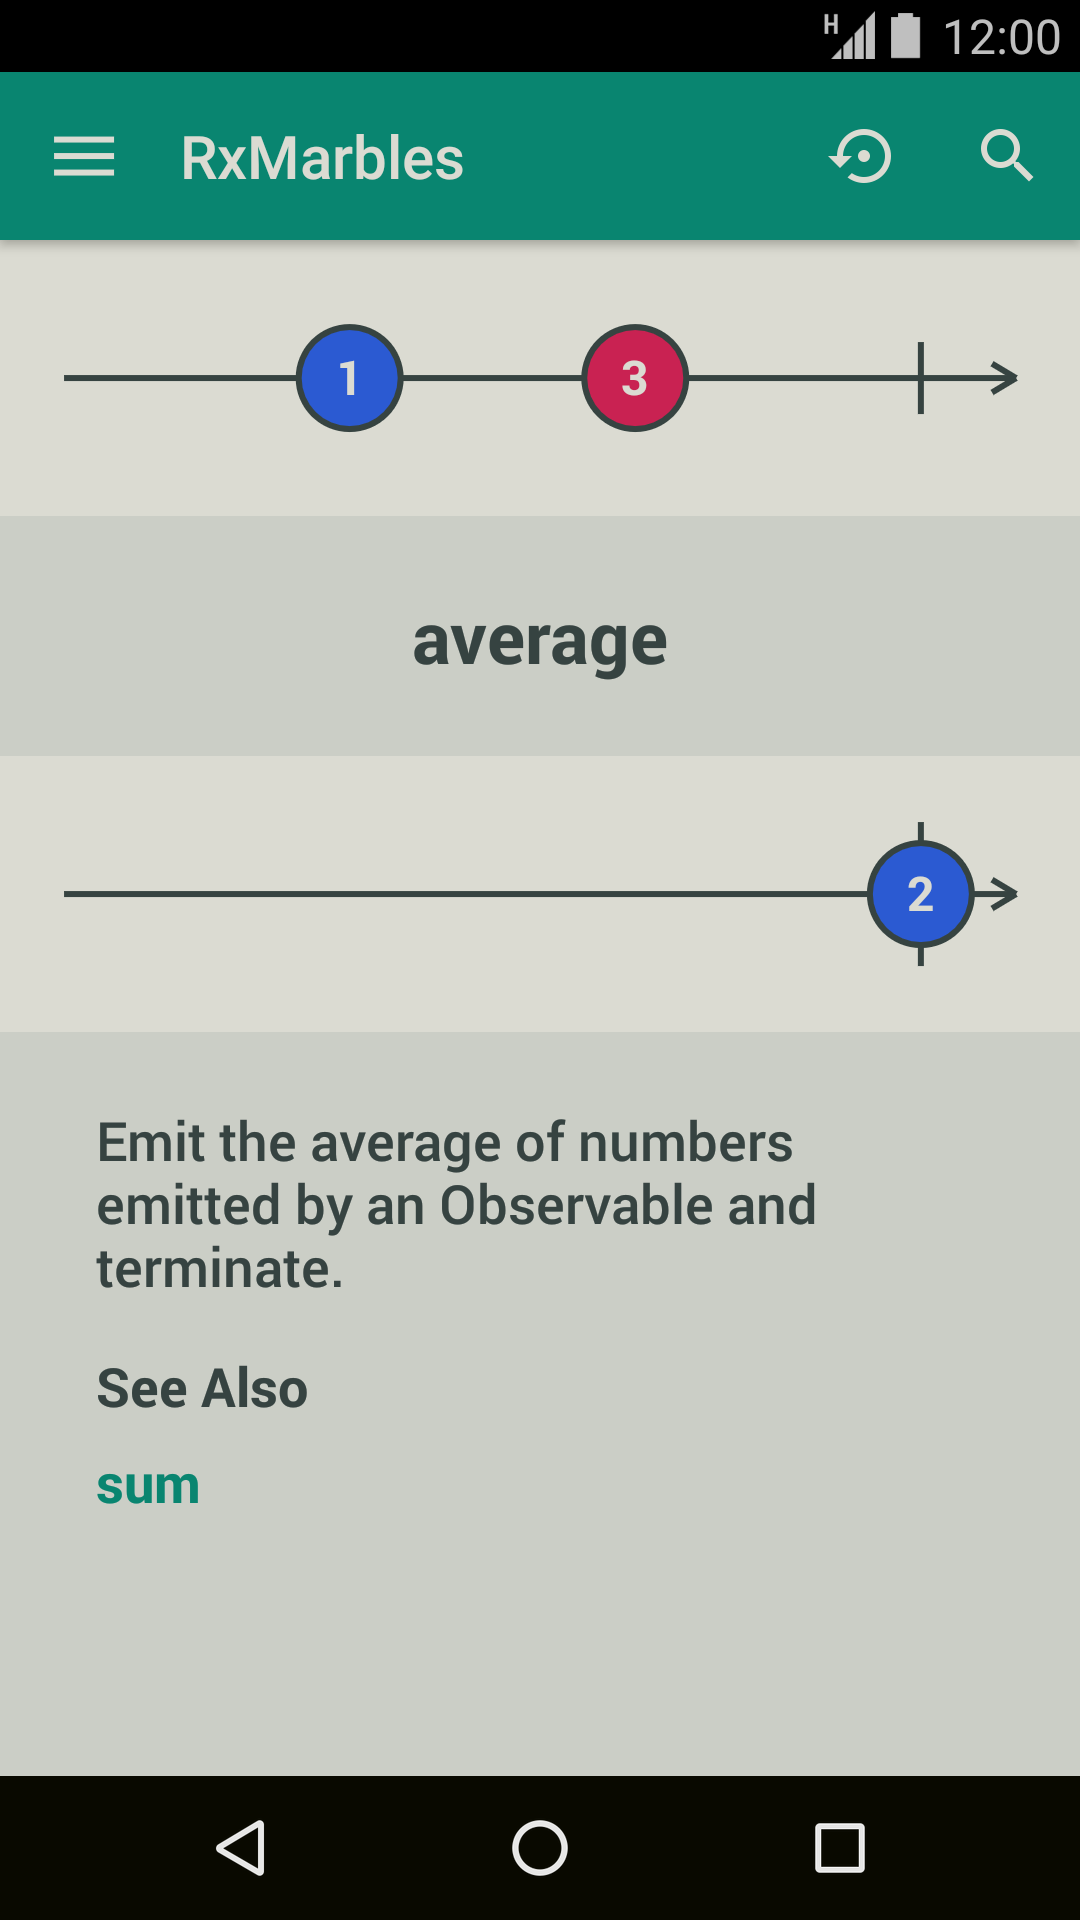 H 12:00
RxMarbles
1 3
average
2
Emit the average of numbers
emitted by an Observable and
terminate.
See Also
sum